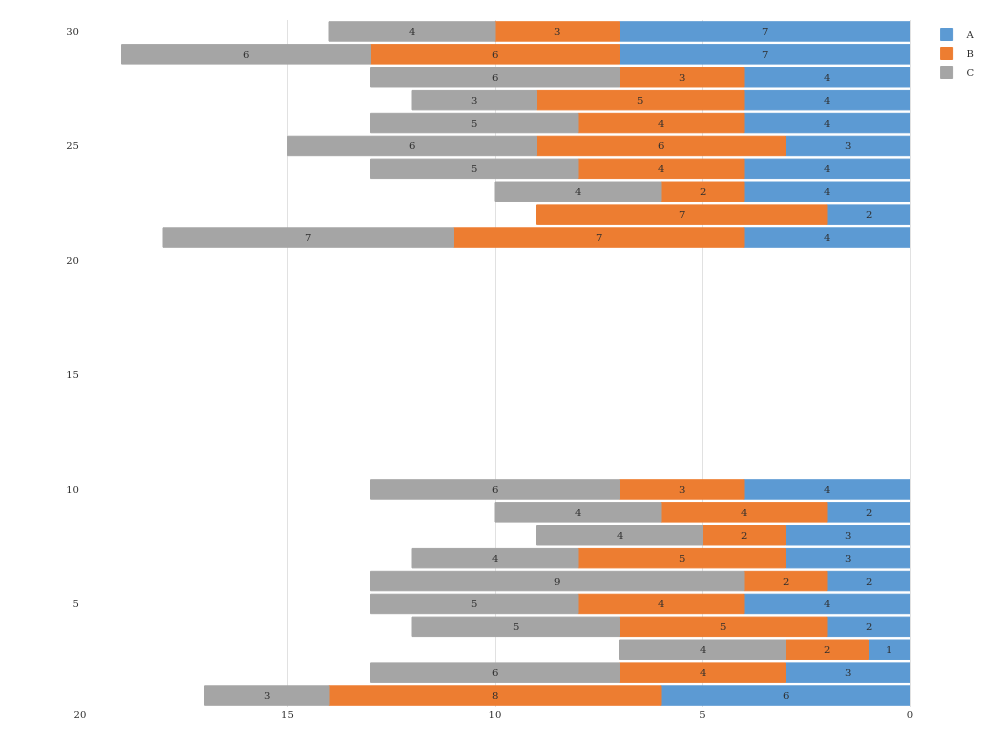 30 4 3 7 A
6 6 7 B
6 3 4 C
3 5 4
5 4 4
25 6 6 3
5 4 4
4 2 4
7 2
7 7 4
20
15
10 6 3 4
4 4 2
4 2 3
4 5 3
9 2 2
5 5 4 4
5 5 2
4 2 1
6 4 3
3 8 6
20 15 10 5 0